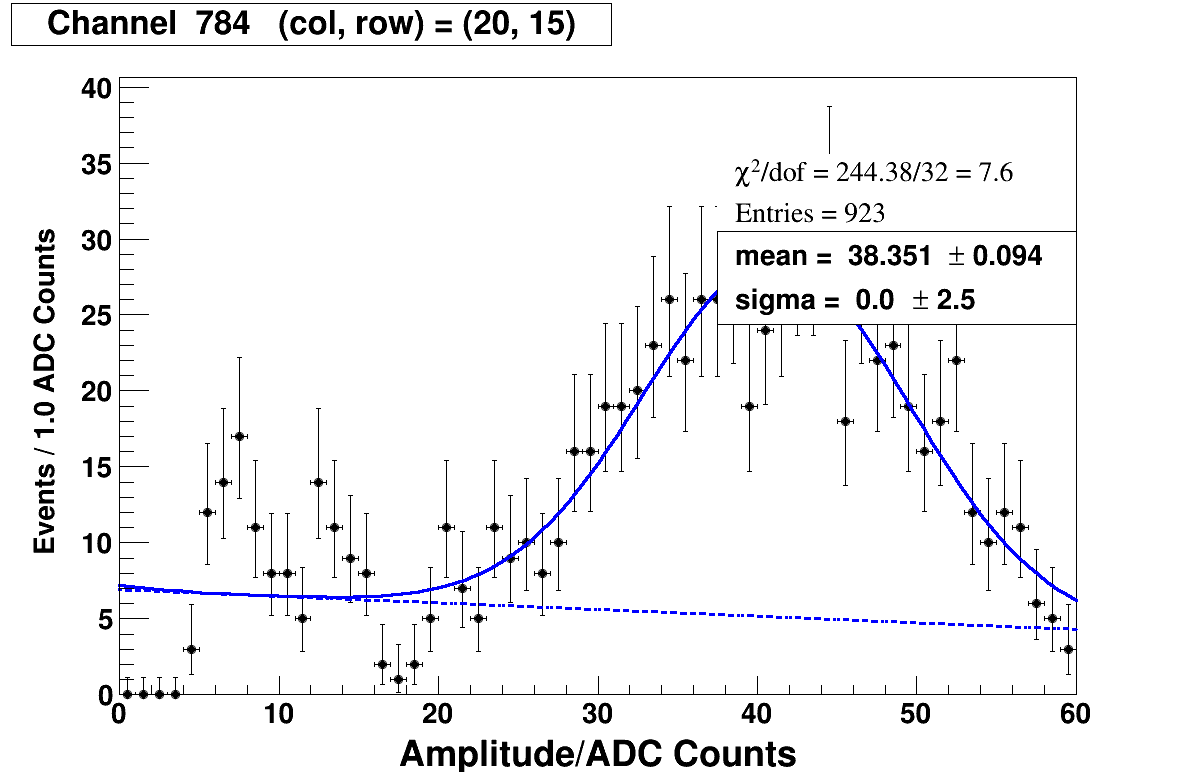 Channel 784 (col, row) = (20, 15)
40
35
30
25
20
15
10
5
0
Events / 1.0 ADC Counts
χ²/dof = 244.38/32 = 7.6
Entries = 923
mean = 38.351 ± 0.094
sigma = 0.0 ± 2.5
0 10 20 30 40 50 60
Amplitude/ADC Counts